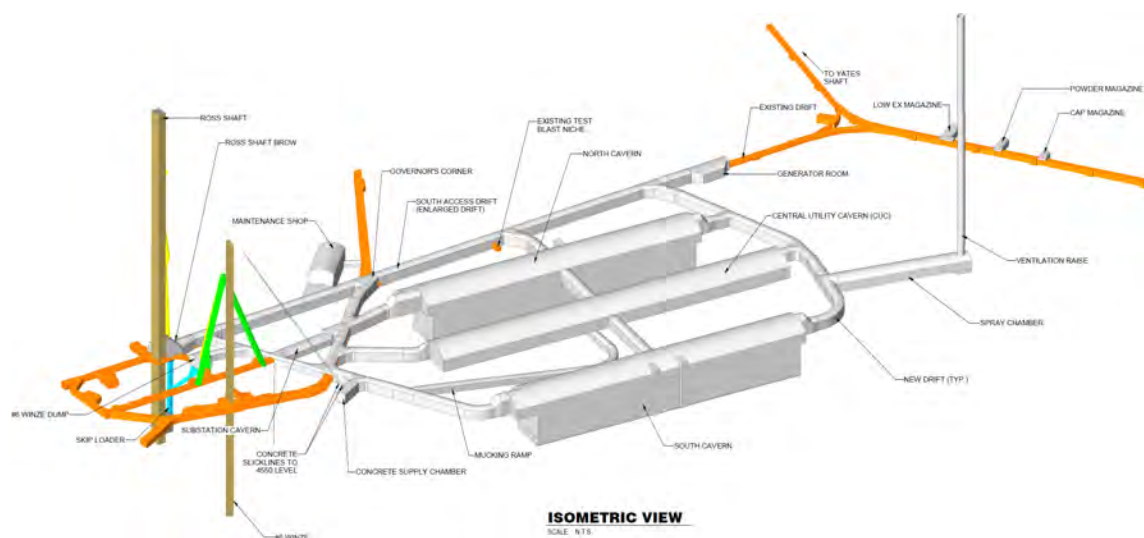 TO YATES
SHAFT
POWDER MAGAZINE
LOW EX MAGAZINE
CAP MAGAZINE
EXISTING DRIFT
ROSS SHAFT
EXISTING TEST
BLAST NICHE
ROSS SHAFT BROW
NORTH CAVERN
GOVERNOR'S CORNER
GENERATOR ROOM
SOUTH ACCESS DRIFT
(ENLARGED DRIFT)
MAINTENANCE SHOP
CENTRAL UTILITY CAVERN (CUC)
VENTILATION RAISE
SPRAY CHAMBER
NEW DRIFT (TYP.)
#6 WINZE DUMP
SUBSTATION CAVERN
SKIP LOADER
SOUTH CAVERN
MUCKING RAMP
CONCRETE
SLICKLINES TO
4550 LEVEL
CONCRETE SUPPLY CHAMBER
ISOMETRIC VIEW
SCALE N.T.S.